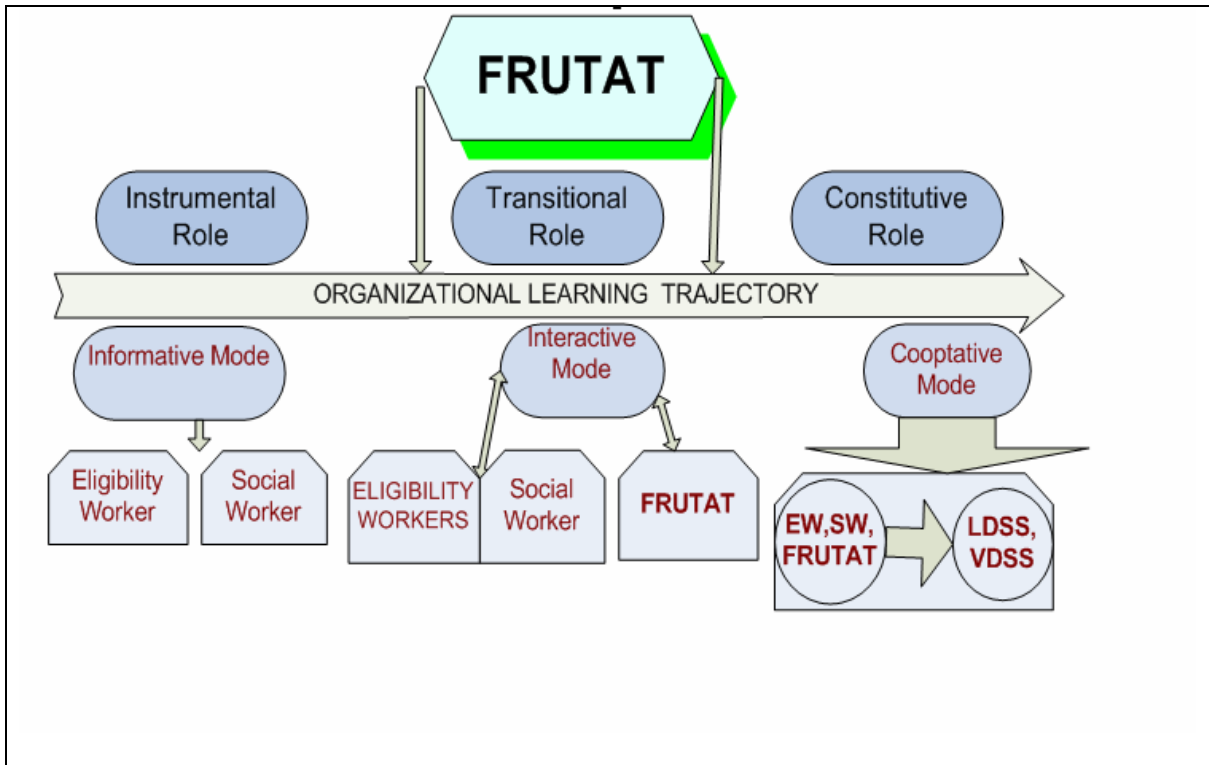 FRUTAT
Instrumental
Role
Transitional
Role
Constitutive
Role
ORGANIZATIONAL LEARNING TRAJECTORY
Informative Mode
Interactive
Mode
Cooptative
Mode
Eligibility
Worker
Social
Worker
ELIGIBILITY
WORKERS
Social
Worker
FRUTAT
EW,SW,
FRUTAT
LDSS,
VDSS